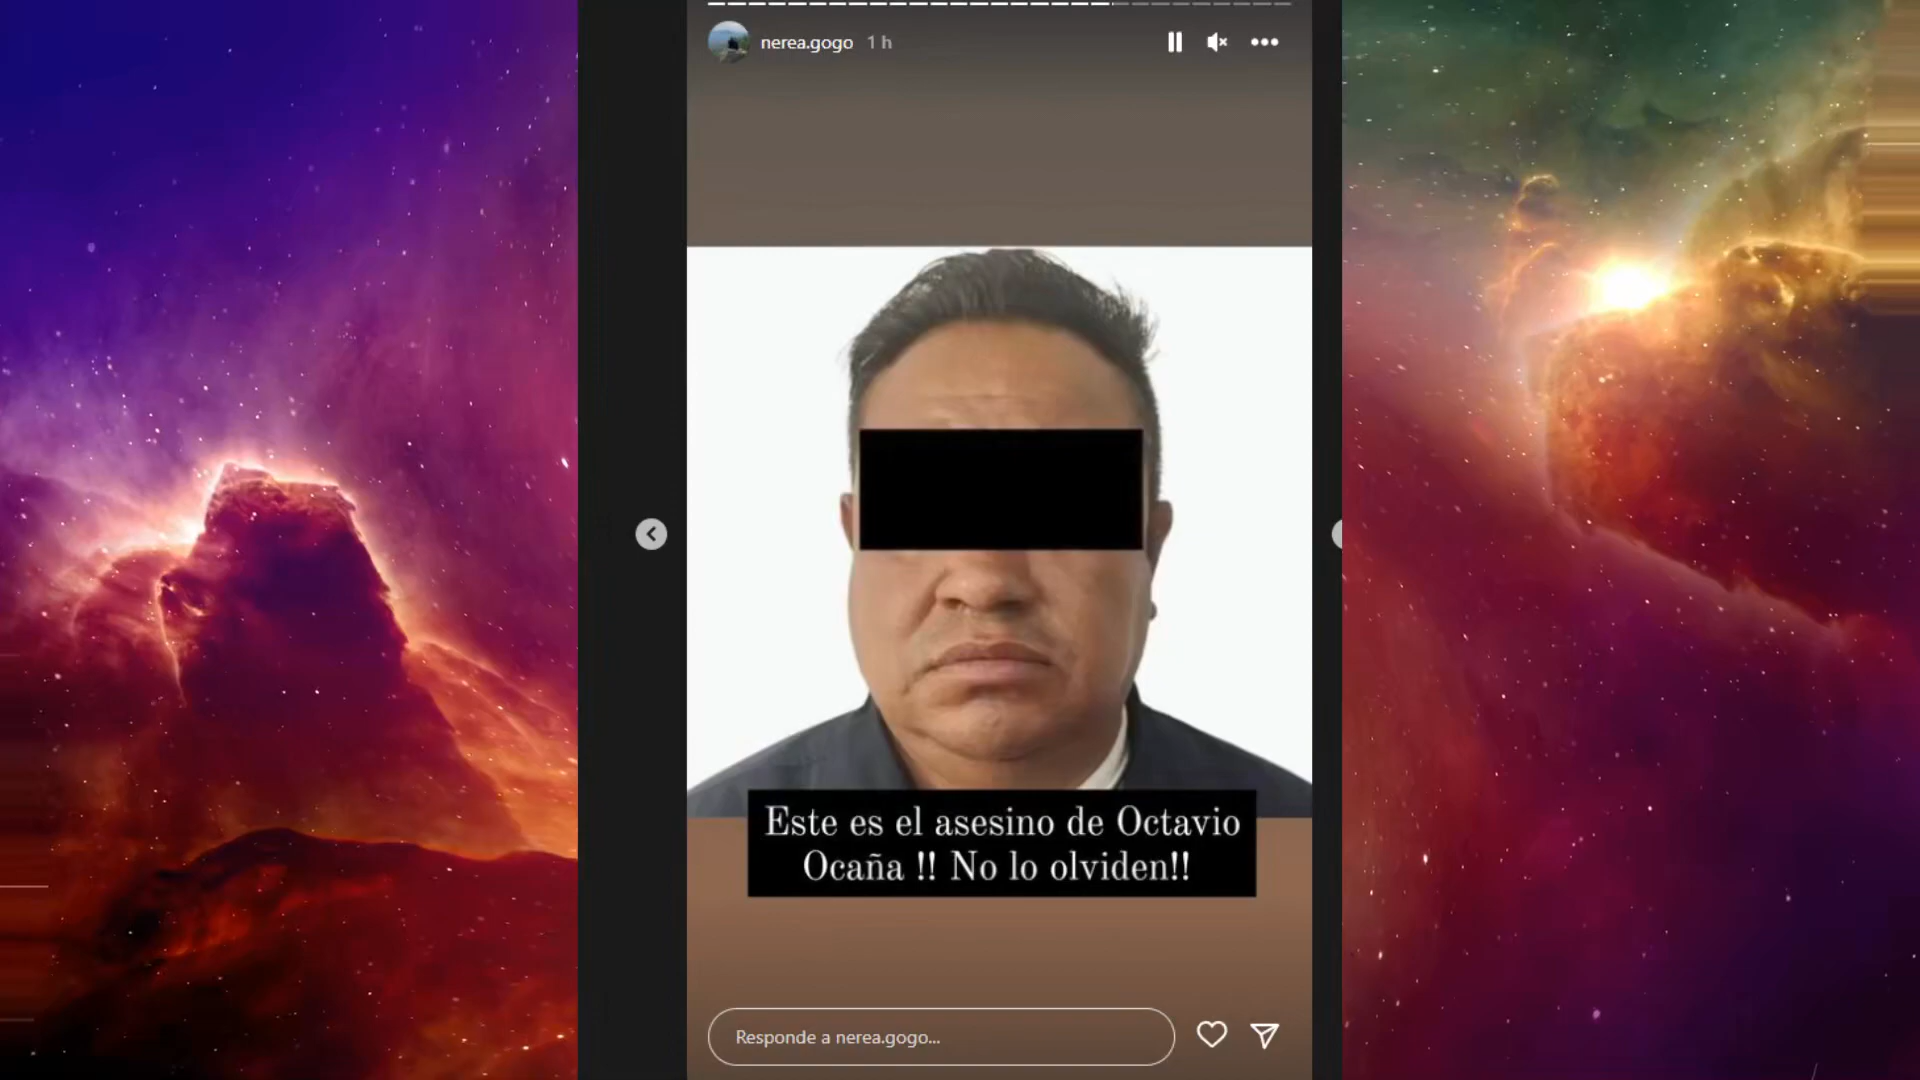 nerea.gogo 1 h
Este es el asesino de Octavio
Ocaña !! No lo olviden!!
Responde a nerea.gogo...